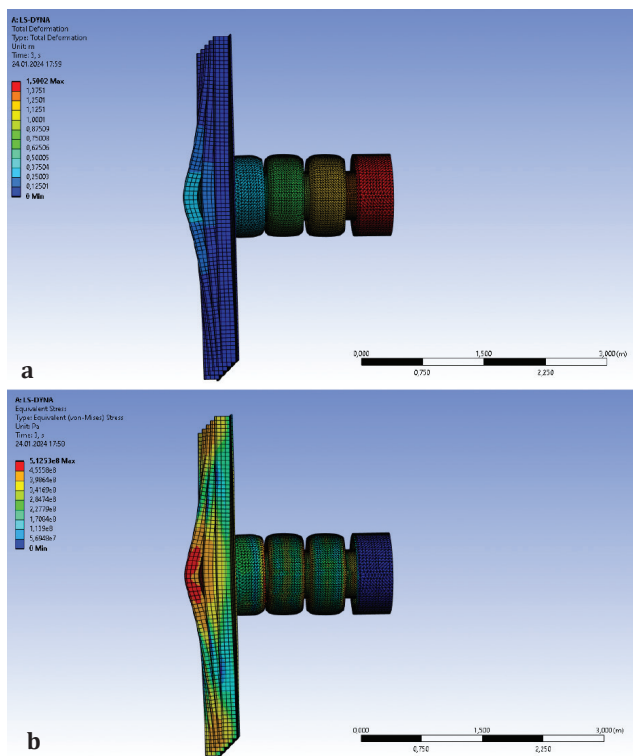 A: LS-DYNA
Total Deformation
Type: Total Deformation
Unit: m
Time: 3, s
24.01.2024 17:59
1,5002 Max
1,3751
1,2501
1,1251
1,0001
0,87509
0,75008
0,62506
0,50005
0,37504
0,25003
0,12501
0 Min
0,000
1,500
3,000 (m)
0,750
2,250
a
A: LS-DYNA
Equivalent Stress
Type: Equivalent (von-Mises) Stress
Unit: Pa
Time: 3, s
24.01.2024 17:50
5,1253e8 Max
4,5558e8
3,9864e8
3,4169e8
2,8474e8
2,2779e8
1,7084e8
1,139e8
5,6948e7
0 Min
0,000
1,500
3,000 (m)
0,750
2,250
b